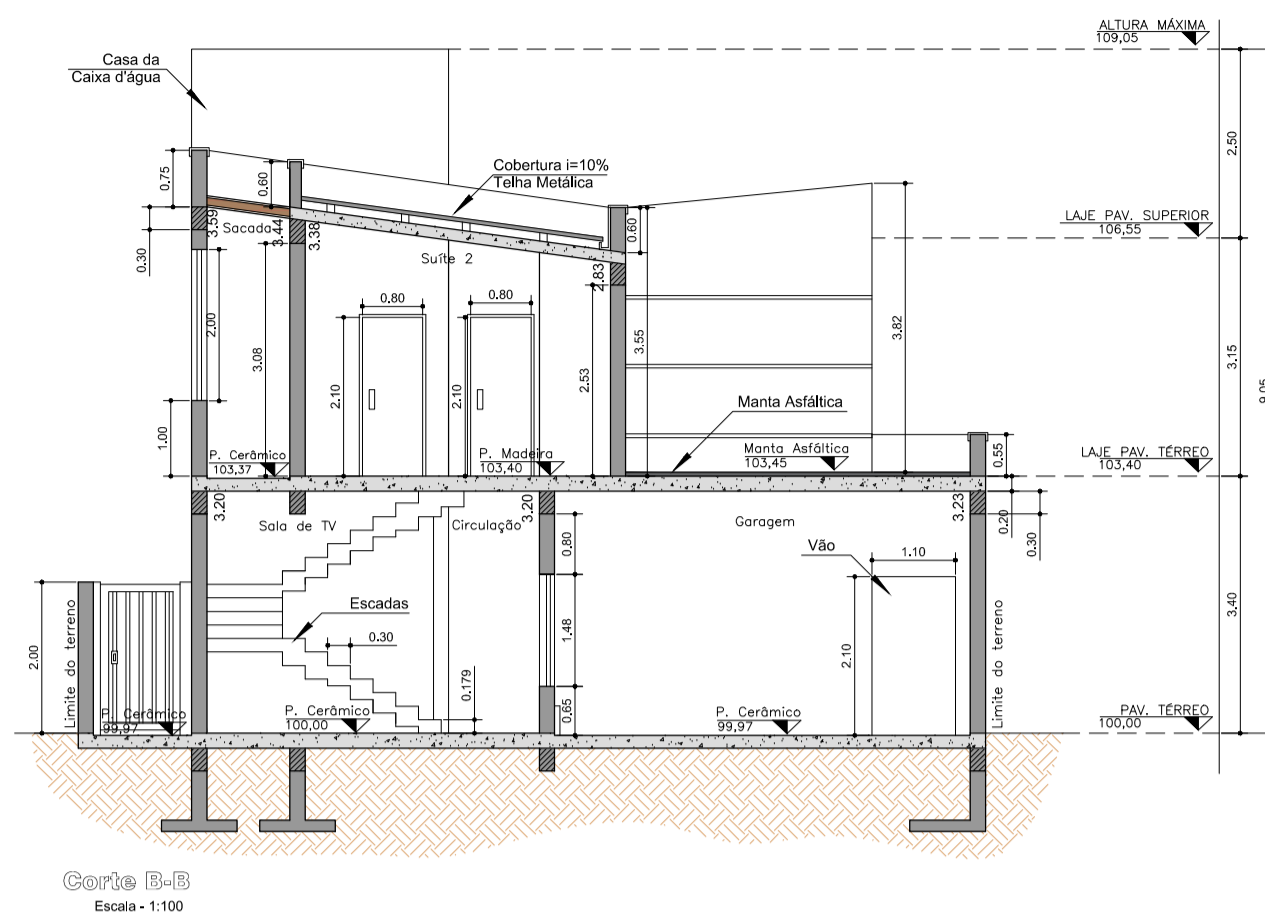 ALTURA MÁXIMA
109,05
Casa da
Caixa d'água
2.50
0.75
0.60
Cobertura i=10%
Telha Metálica
LAJE PAV. SUPERIOR
106,55
3.59
Sacada
3.44
3.38
0.60
0.30
Suíte 2
2.83
0.80
0.80
2.00
3.08
2.10
2.10
2.53
3.55
3.82
3.15
9.05
Manta Asfáltica
1.00
P. Cerâmico
103,37
P. Madeira
103,40
Manta Asfáltica
103,45
0.55
LAJE PAV. TÉRREO
103,40
3.20
Sala de TV
Circulação
3.20
Garagem
3.23
0.20
0.30
0.80
Vão
1.10
Escadas
0.30
1.48
2.10
3.40
2.00
Limite do terreno
0.179
0.65
Limite do terreno
P. Cerâmico
99,97
P. Cerâmico
100,00
P. Cerâmico
99,97
PAV. TÉRREO
100,00
Corte B-B
Escala - 1:100